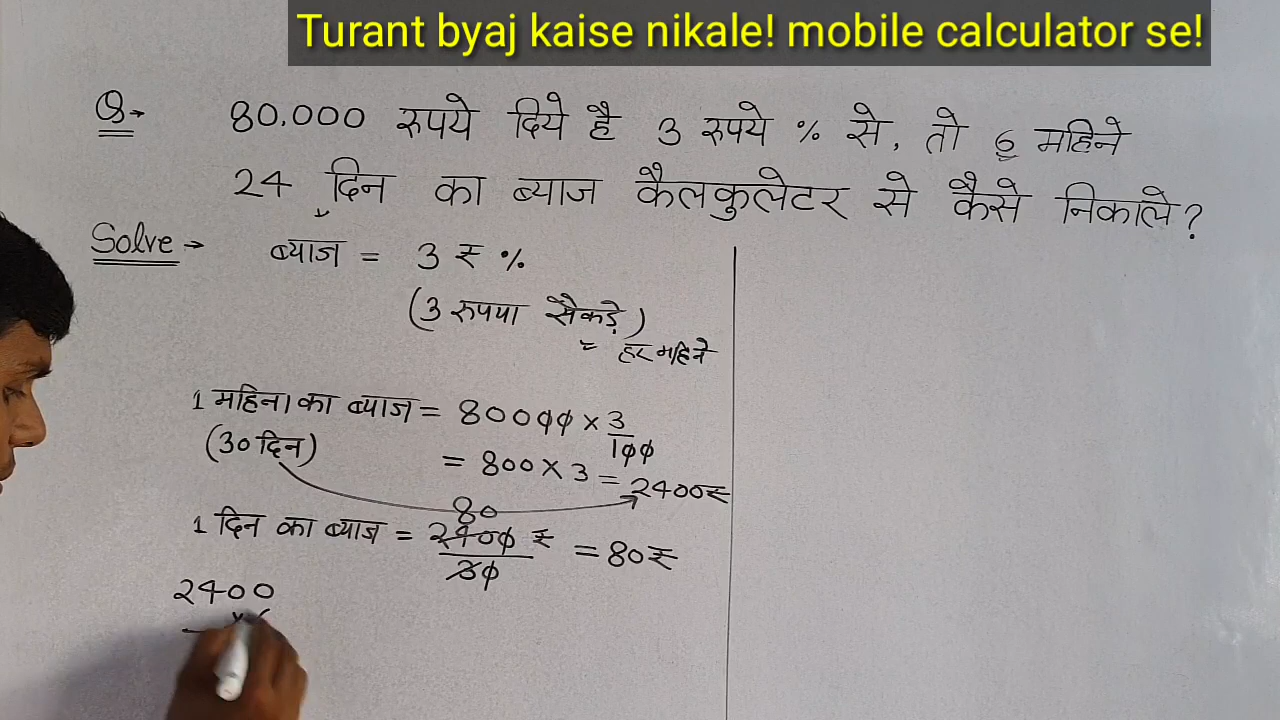 Turant byaj kaise nikale! mobile calculator se!
Q→ 80,000 रुपये दिये है 3 रुपये % से, तो 6 महिने
24 दिन का ब्याज कैलकुलेटर से कैसे निकाले?
Solve → ब्याज = 3 ₹ %
(3 रुपया सैकड़े)
= हर महिने
1 महिना का ब्याज = 80000 × 3/100
(30 दिन) = 800 × 3 = 2400₹
80
1 दिन का ब्याज = 2400 ₹/30 = 80₹
2400